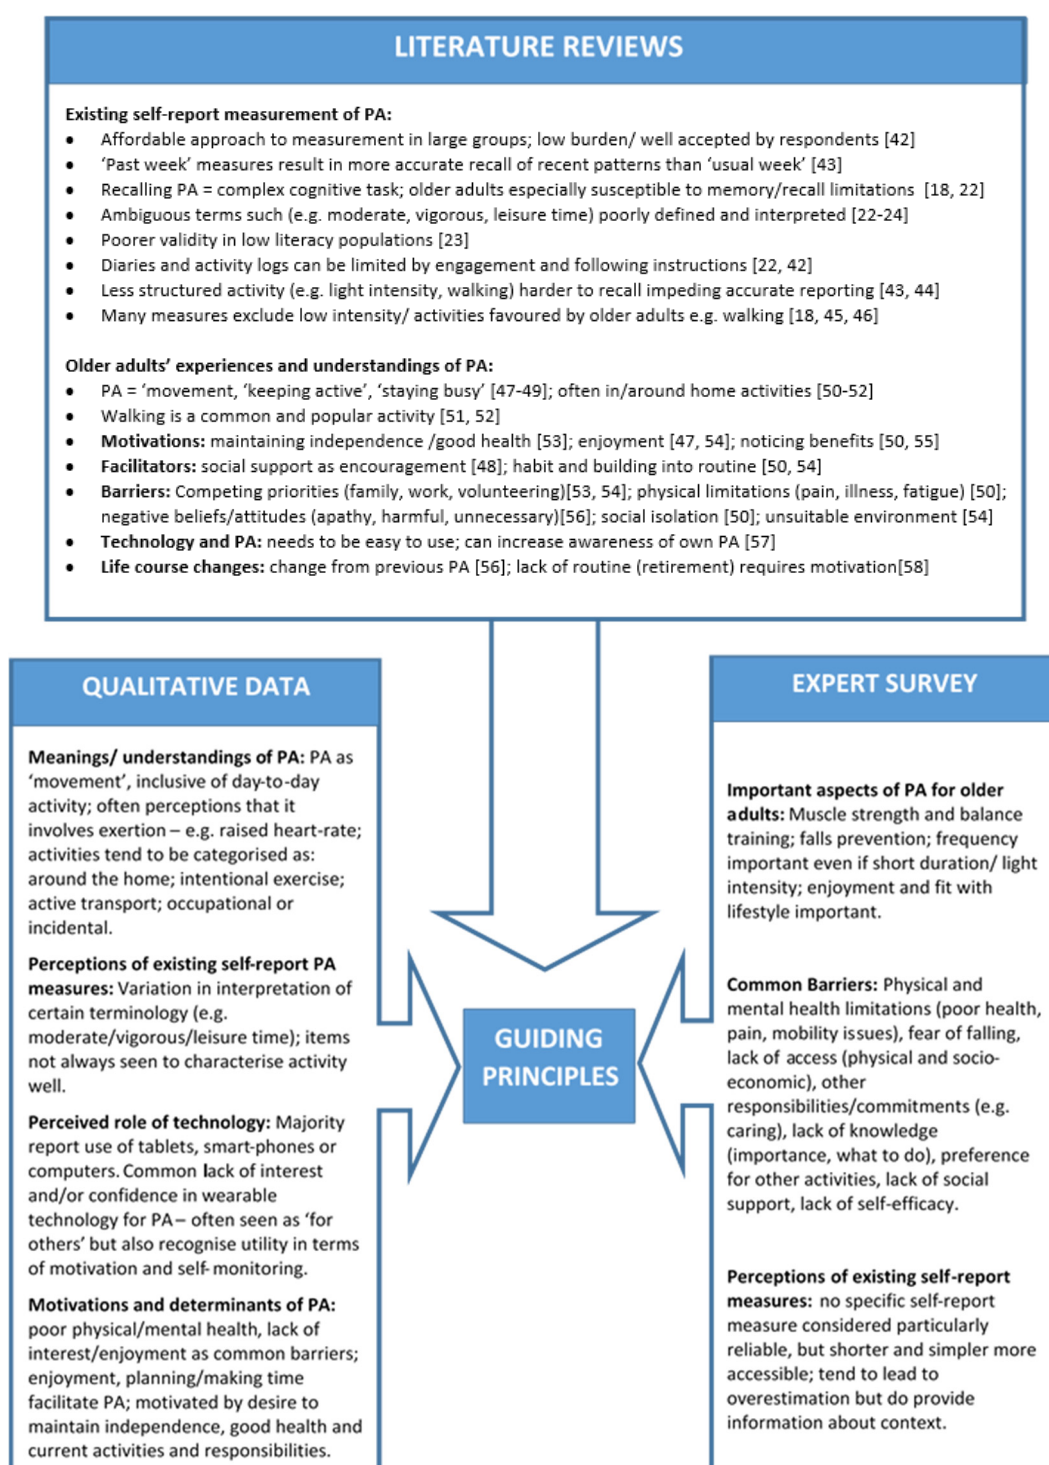 LITERATURE REVIEWS
Existing self-report measurement of PA:
• Affordable approach to measurement in large groups; low burden/ well accepted by respondents [42]
• ‘Past week’ measures result in more accurate recall of recent patterns than ‘usual week’ [43]
• Recalling PA = complex cognitive task; older adults especially susceptible to memory/recall limitations [18, 22]
• Ambiguous terms such (e.g. moderate, vigorous, leisure time) poorly defined and interpreted [22-24]
• Poorer validity in low literacy populations [23]
• Diaries and activity logs can be limited by engagement and following instructions [22, 42]
• Less structured activity (e.g. light intensity, walking) harder to recall impeding accurate reporting [43, 44]
• Many measures exclude low intensity/ activities favoured by older adults e.g. walking [18, 45, 46]
Older adults’ experiences and understandings of PA:
• PA = ‘movement, ‘keeping active’, ‘staying busy’ [47-49]; often in/around home activities [50-52]
• Walking is a common and popular activity [51, 52]
• Motivations: maintaining independence /good health [53]; enjoyment [47, 54]; noticing benefits [50, 55]
• Facilitators: social support as encouragement [48]; habit and building into routine [50, 54]
• Barriers: Competing priorities (family, work, volunteering)[53, 54]; physical limitations (pain, illness, fatigue) [50];
negative beliefs/attitudes (apathy, harmful, unnecessary)[56]; social isolation [50]; unsuitable environment [54]
• Technology and PA: needs to be easy to use; can increase awareness of own PA [57]
• Life course changes: change from previous PA [56]; lack of routine (retirement) requires motivation[58]
QUALITATIVE DATA
Meanings/ understandings of PA: PA as
‘movement’, inclusive of day-to-day
activity; often perceptions that it
involves exertion – e.g. raised heart-rate;
activities tend to be categorised as:
around the home; intentional exercise;
active transport; occupational or
incidental.
Perceptions of existing self-report PA
measures: Variation in interpretation of
certain terminology (e.g.
moderate/vigorous/leisure time); items
not always seen to characterise activity
well.
Perceived role of technology: Majority
report use of tablets, smart-phones or
computers. Common lack of interest
and/or confidence in wearable
technology for PA – often seen as ‘for
others’ but also recognise utility in terms
of motivation and self-monitoring.
Motivations and determinants of PA:
poor physical/mental health, lack of
interest/enjoyment as common barriers;
enjoyment, planning/making time
facilitate PA; motivated by desire to
maintain independence, good health and
current activities and responsibilities.
GUIDING
PRINCIPLES
EXPERT SURVEY
Important aspects of PA for older
adults: Muscle strength and balance
training; falls prevention; frequency
important even if short duration/ light
intensity; enjoyment and fit with
lifestyle important.
Common Barriers: Physical and
mental health limitations (poor health,
pain, mobility issues), fear of falling,
lack of access (physical and socio-
economic), other
responsibilities/commitments (e.g.
caring), lack of knowledge
(importance, what to do), preference
for other activities, lack of social
support, lack of self-efficacy.
Perceptions of existing self-report
measures: no specific self-report
measure considered particularly
reliable, but shorter and simpler more
accessible; tend to lead to
overestimation but do provide
information about context.